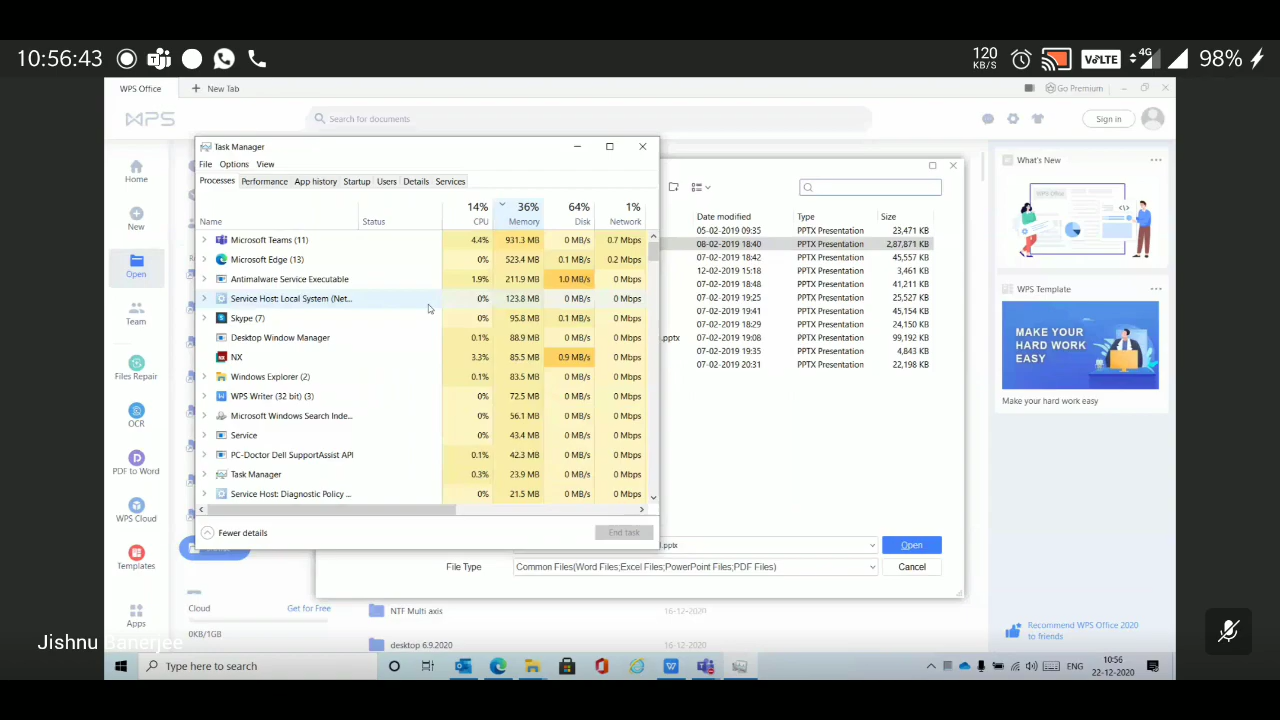 10:56:43 120 KB/S VoLTE 4G 98%
WPS Office + New Tab Go Premium
WPS Search for documents Sign in
Home
New
Open
Team
Files Repair
OCR
PDF to Word
WPS Cloud
Templates
Apps
Task Manager
File Options View
Processes Performance App history Startup Users Details Services
14% 36% 64% 1%
Name Status CPU Memory Disk Network
Microsoft Teams (11) 4.4% 931.3 MB 0 MB/s 0.7 Mbps
Microsoft Edge (13) 0% 523.4 MB 0.1 MB/s 0.2 Mbps
Antimalware Service Executable 1.9% 211.9 MB 1.0 MB/s 0 Mbps
Service Host: Local System (Net... 0% 123.8 MB 0 MB/s 0 Mbps
Skype (7) 0% 95.8 MB 0.1 MB/s 0 Mbps
Desktop Window Manager 0.1% 88.9 MB 0 MB/s 0 Mbps
NX 3.3% 85.5 MB 0.9 MB/s 0 Mbps
Windows Explorer (2) 0.1% 83.5 MB 0 MB/s 0 Mbps
WPS Writer (32 bit) (3) 0% 72.5 MB 0 MB/s 0 Mbps
Microsoft Windows Search Inde... 0% 56.1 MB 0 MB/s 0 Mbps
Service 0% 43.4 MB 0 MB/s 0 Mbps
PC-Doctor Dell SupportAssist API 0.1% 42.3 MB 0 MB/s 0 Mbps
Task Manager 0.3% 23.9 MB 0 MB/s 0 Mbps
Service Host: Diagnostic Policy ... 0% 21.5 MB 0 MB/s 0 Mbps
Fewer details End task
Date modified Type Size
05-02-2019 09:35 PPTX Presentation 23,471 KB
08-02-2019 18:40 PPTX Presentation 2,87,871 KB
07-02-2019 18:42 PPTX Presentation 45,557 KB
12-02-2019 15:18 PPTX Presentation 3,461 KB
07-02-2019 18:48 PPTX Presentation 41,211 KB
07-02-2019 19:25 PPTX Presentation 25,527 KB
07-02-2019 19:41 PPTX Presentation 45,154 KB
07-02-2019 18:29 PPTX Presentation 24,150 KB
.pptx 07-02-2019 19:08 PPTX Presentation 99,192 KB
07-02-2019 19:35 PPTX Presentation 4,843 KB
07-02-2019 20:31 PPTX Presentation 22,198 KB
.pptx Open
File Type Common Files(Word Files;Excel Files;PowerPoint Files;PDF Files) Cancel
What's New
WPS Template
MAKE YOUR
HARD WORK
EASY
Make your hard work easy
Cloud Get for Free
0KB/1GB
NTF Multi axis 16-12-2020
desktop 6.9.2020 16-12-2020
Recommend WPS Office 2020
to friends
Jishnu Banerjee
Type here to search ENG 10:56
22-12-2020